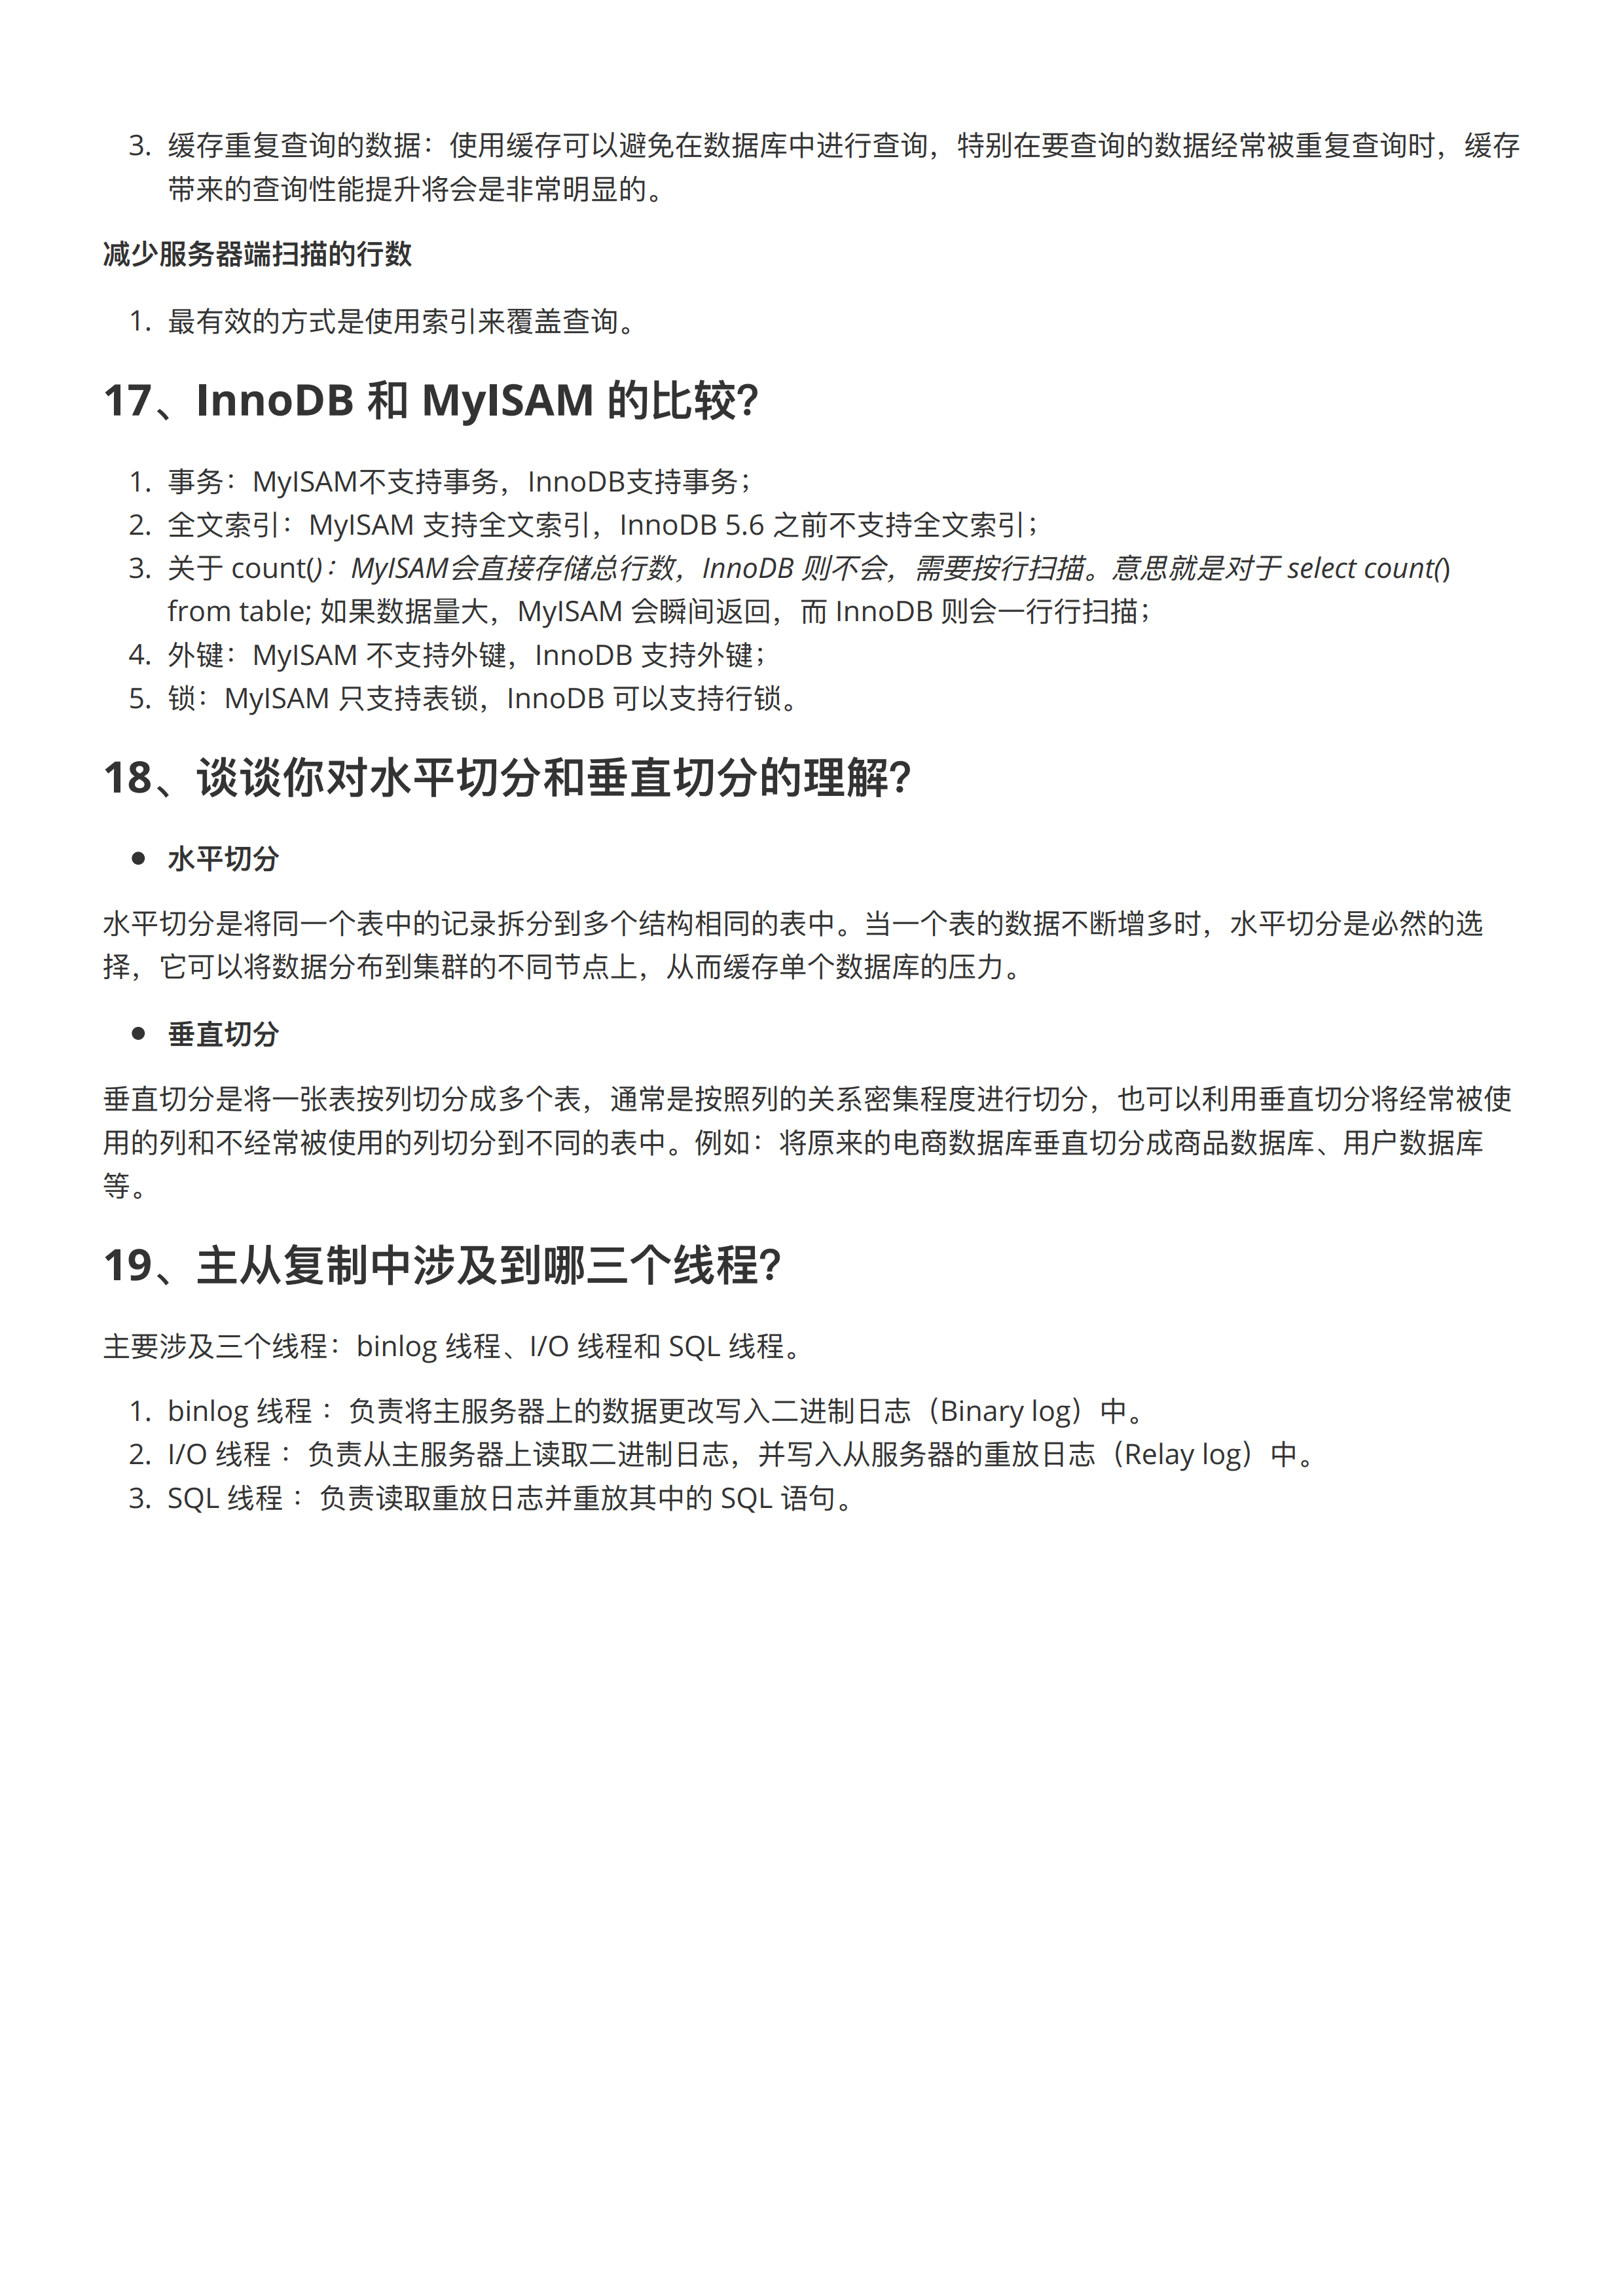 3. 缓存重复查询的数据：使用缓存可以避免在数据库中进行查询，特别在要查询的数据经常被重复查询时，缓存
带来的查询性能提升将会是非常明显的。
减少服务器端扫描的行数
1. 最有效的方式是使用索引来覆盖查询。
17、InnoDB 和 MyISAM 的比较？
1. 事务：MyISAM不支持事务，InnoDB支持事务；
2. 全文索引：MyISAM 支持全文索引，InnoDB 5.6 之前不支持全文索引；
3. 关于 count()：MyISAM会直接存储总行数，InnoDB 则不会，需要按行扫描。意思就是对于 select count()
from table; 如果数据量大，MyISAM 会瞬间返回，而 InnoDB 则会一行行扫描；
4. 外键：MyISAM 不支持外键，InnoDB 支持外键；
5. 锁：MyISAM 只支持表锁，InnoDB 可以支持行锁。
18、谈谈你对水平切分和垂直切分的理解？
• 水平切分
水平切分是将同一个表中的记录拆分到多个结构相同的表中。当一个表的数据不断增多时，水平切分是必然的选
择，它可以将数据分布到集群的不同节点上，从而缓存单个数据库的压力。
• 垂直切分
垂直切分是将一张表按列切分成多个表，通常是按照列的关系密集程度进行切分，也可以利用垂直切分将经常被使
用的列和不经常被使用的列切分到不同的表中。例如：将原来的电商数据库垂直切分成商品数据库、用户数据库
等。
19、主从复制中涉及到哪三个线程？
主要涉及三个线程：binlog 线程、I/O 线程和 SQL 线程。
1. binlog 线程 ：负责将主服务器上的数据更改写入二进制日志（Binary log）中。
2. I/O 线程 ：负责从主服务器上读取二进制日志，并写入从服务器的重放日志（Relay log）中。
3. SQL 线程 ：负责读取重放日志并重放其中的 SQL 语句。